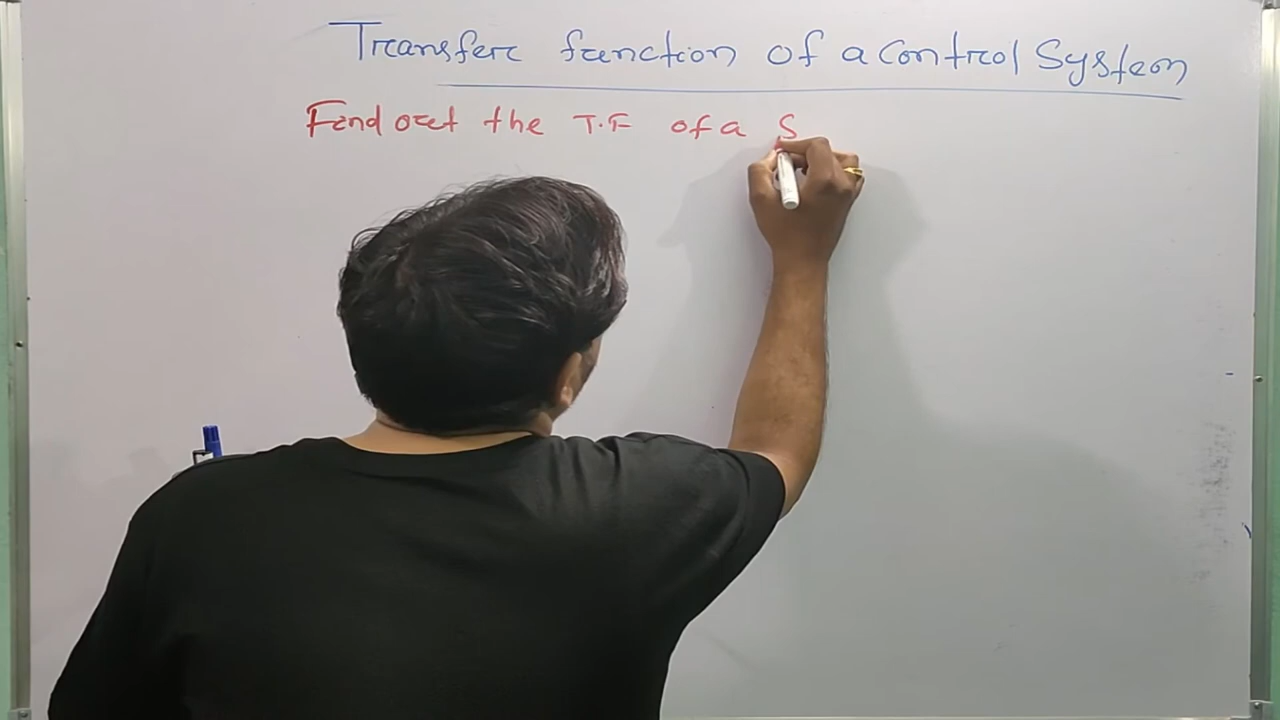 Transfer function of a Control System
Find out the T.F of a S